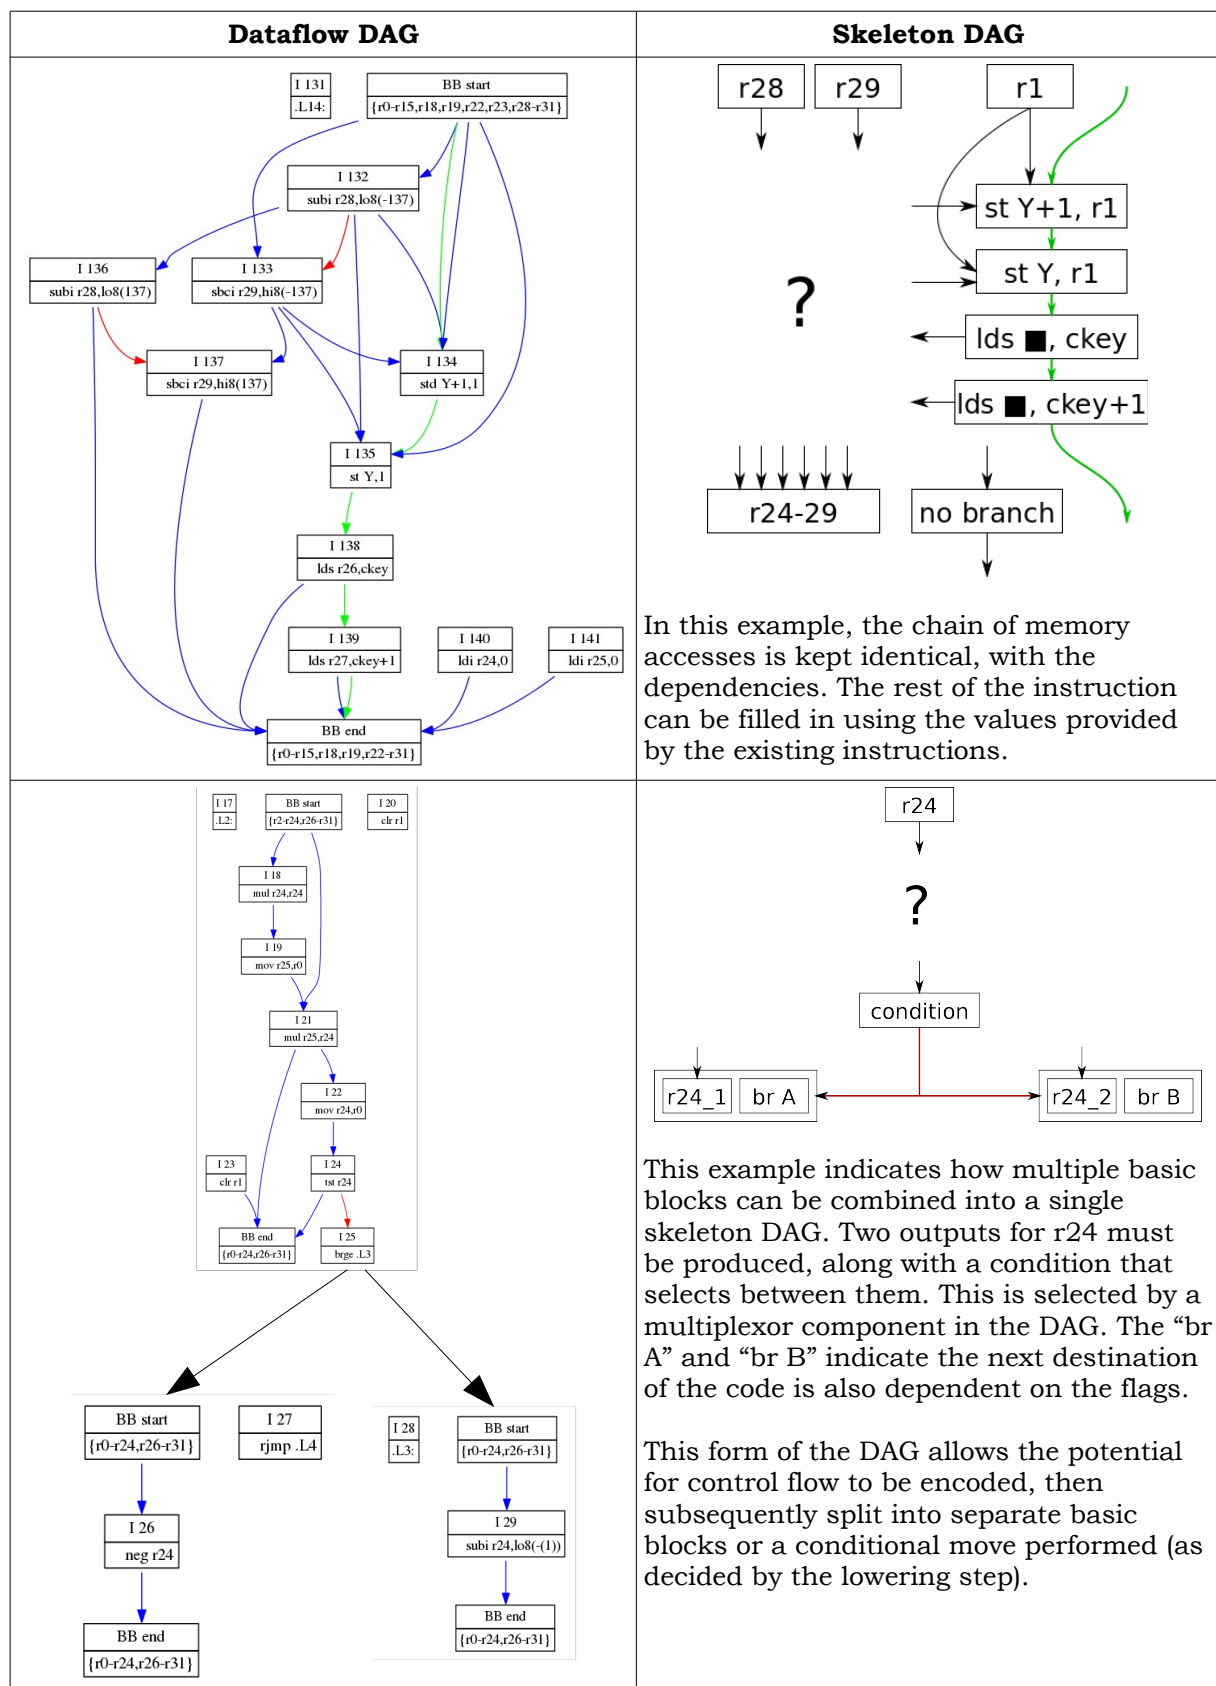 Dataflow DAG
Skeleton DAG
I 131
.L14:
BB start
{r0-r15,r18,r19,r22,r23,r28-r31}
I 132
subi r28,lo8(-137)
I 136
subi r28,lo8(137)
I 133
sbci r29,hi8(-137)
I 137
sbci r29,hi8(137)
I 134
std Y+1,1
I 135
st Y,1
I 138
lds r26,ckey
I 139
lds r27,ckey+1
I 140
ldi r24,0
I 141
ldi r25,0
BB end
{r0-r15,r18,r19,r22-r31}
r28
r29
r1
st Y+1, r1
st Y, r1
?
lds ■, ckey
lds ■, ckey+1
r24-29
no branch
In this example, the chain of memory
accesses is kept identical, with the
dependencies. The rest of the instruction
can be filled in using the values provided
by the existing instructions.
I 17
.L2:
BB start
{r2-r24,r26-r31}
I 20
clr r1
I 18
mul r24,r24
I 19
mov r25,r0
I 21
mul r25,r24
I 22
mov r24,r0
I 23
clr r1
I 24
tst r24
BB end
{r0-r24,r26-r31}
I 25
brge .L3
BB start
{r0-r24,r26-r31}
I 27
rjmp .L4
I 26
neg r24
BB end
{r0-r24,r26-r31}
I 28
.L3:
BB start
{r0-r24,r26-r31}
I 29
subi r24,lo8(-(1))
BB end
{r0-r24,r26-r31}
r24
?
condition
r24_1
br A
r24_2
br B
This example indicates how multiple basic
blocks can be combined into a single
skeleton DAG. Two outputs for r24 must
be produced, along with a condition that
selects between them. This is selected by a
multiplexor component in the DAG. The “br
A” and “br B” indicate the next destination
of the code is also dependent on the flags.
This form of the DAG allows the potential
for control flow to be encoded, then
subsequently split into separate basic
blocks or a conditional move performed (as
decided by the lowering step).